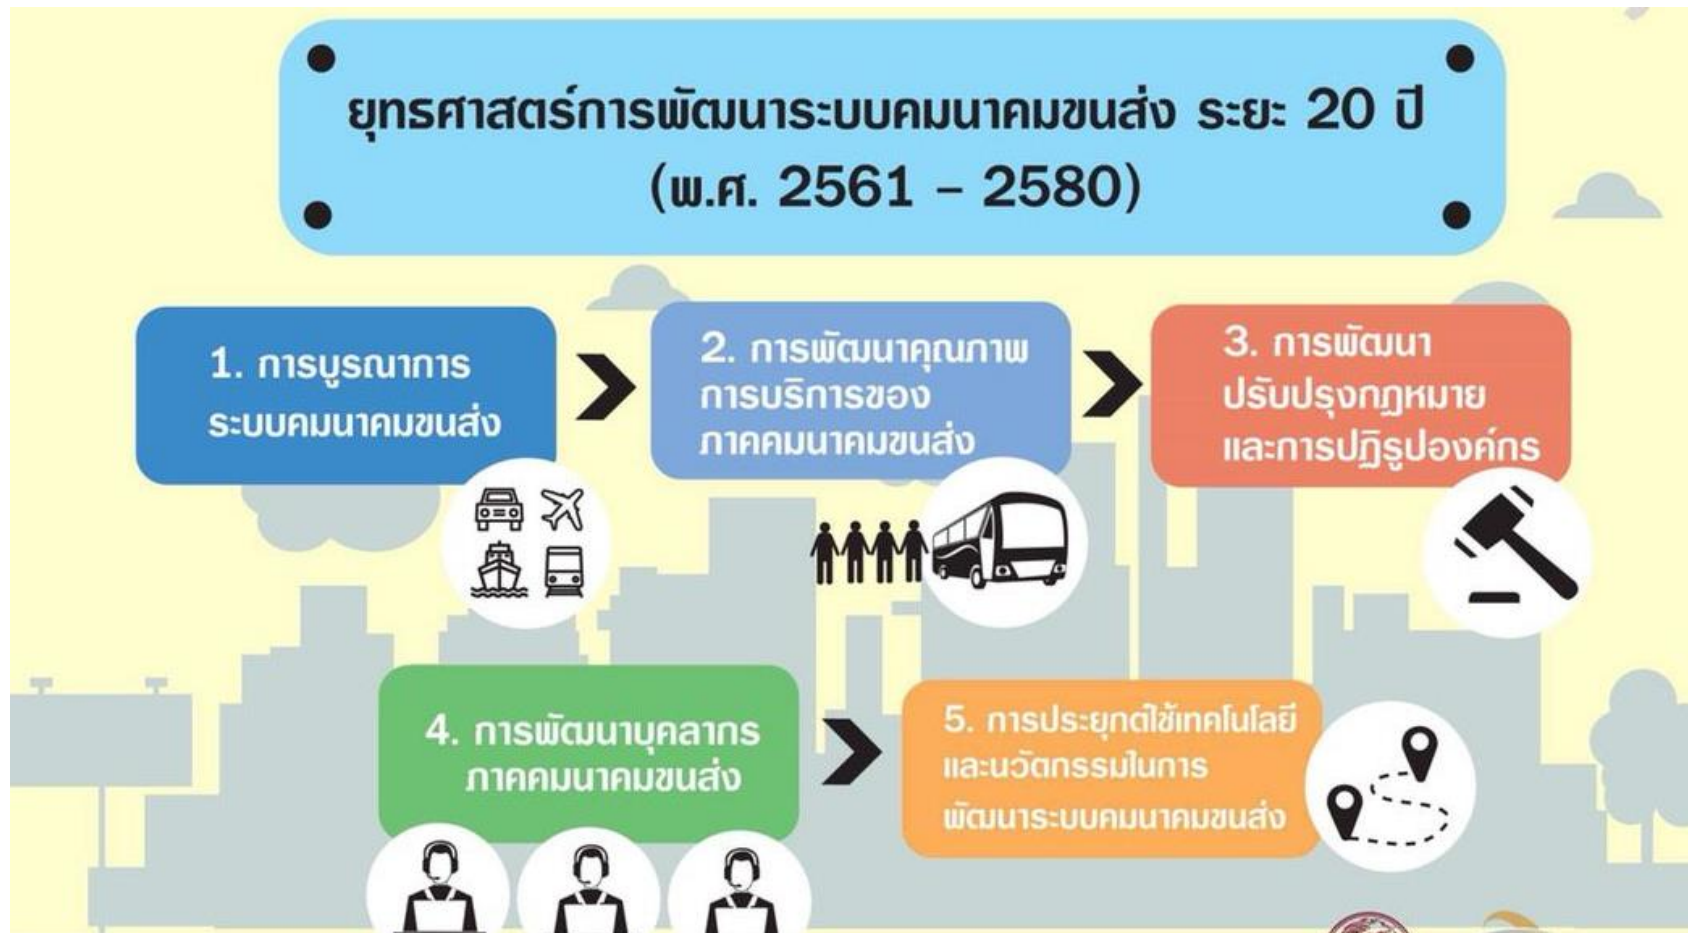 ยุทธศาสตร์การพัฒนาระบบคมนาคมขนส่ง ระยะ 20 ปี
(พ.ศ. 2561 – 2580)
1. การบูรณาการ
ระบบคมนาคมขนส่ง
2. การพัฒนาคุณภาพ
การบริการของ
ภาคคมนาคมขนส่ง
3. การพัฒนา
ปรับปรุงกฎหมาย
และการปฏิรูปองค์กร
4. การพัฒนาบุคลากร
ภาคคมนาคมขนส่ง
5. การประยุกต์ใช้เทคโนโลยี
และนวัตกรรมในการ
พัฒนาระบบคมนาคมขนส่ง